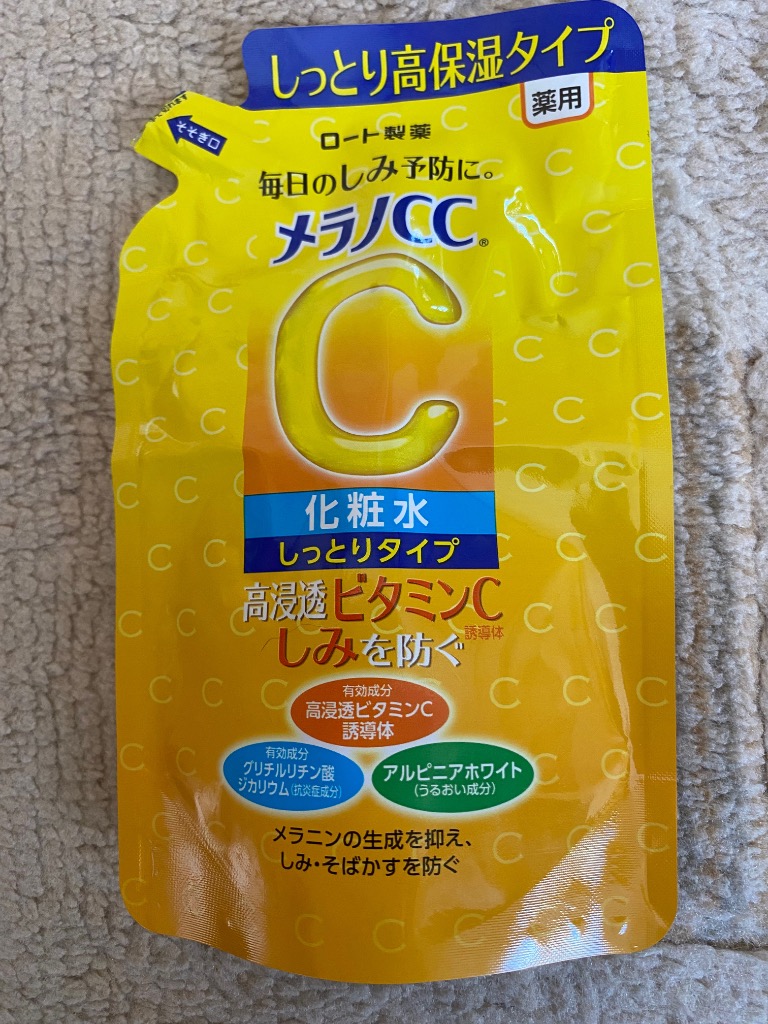 しっとり高保湿タイプ
薬用
そそぎ口
ロート製薬
毎日のしみ予防に。
メラノCC®
C
化粧水
しっとりタイプ
高浸透ビタミンC
誘導体
しみを防ぐ
有効成分
高浸透ビタミンC
誘導体
有効成分
グリチルリチン酸
ジカリウム(抗炎症成分)
アルピニアホワイト
(うるおい成分)
メラニンの生成を抑え、
しみ・そばかすを防ぐ